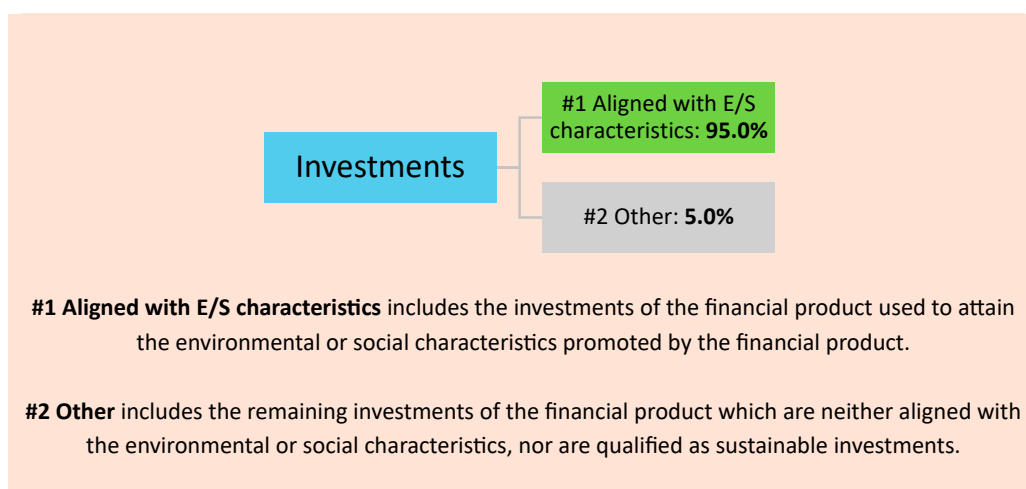 #1 Aligned with E/S
characteristics: 95.0%
Investments
#2 Other: 5.0%
#1 Aligned with E/S characteristics includes the investments of the financial product used to attain
the environmental or social characteristics promoted by the financial product.
#2 Other includes the remaining investments of the financial product which are neither aligned with
the environmental or social characteristics, nor are qualified as sustainable investments.